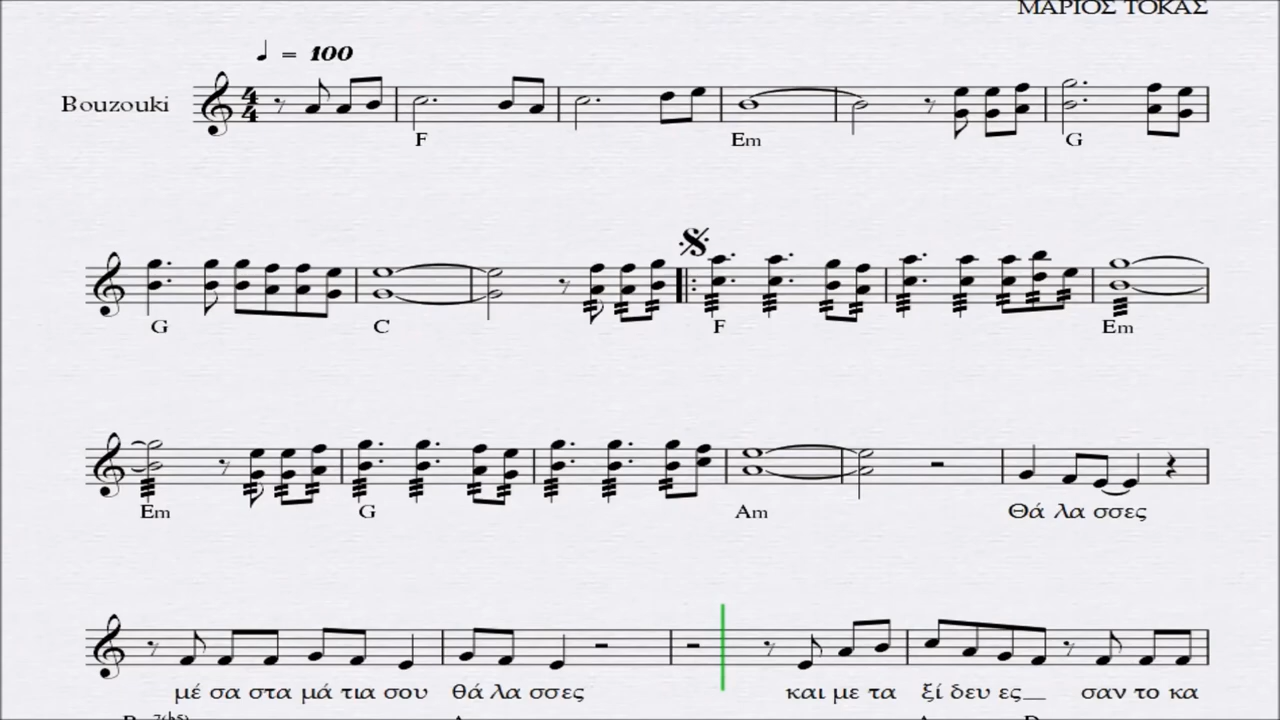 ΜΑΡΙΟΣ ΤΟΚΑΣ
♩ = 100
Bouzouki
F Em G
G C F Em
Em G Am
Θά λα σσες
μέ σα στα μά τια σου θά λα σσες και με τα ξί δευ ες__ σαν το κα